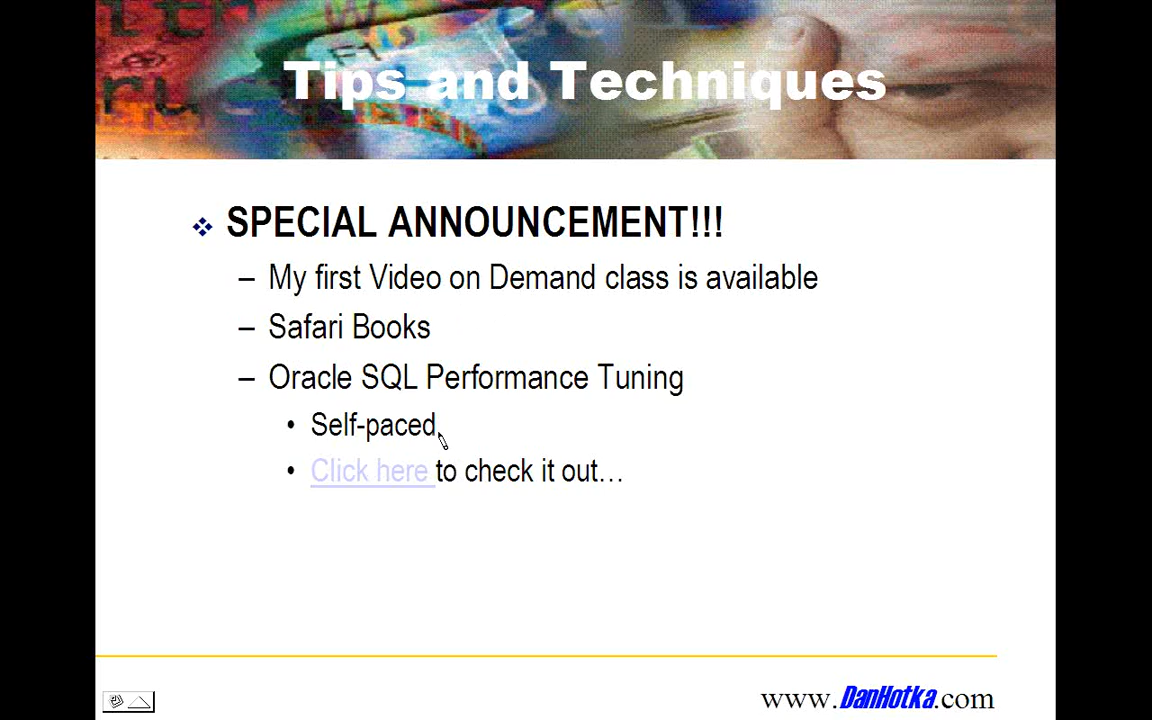 Tips and Techniques
SPECIAL ANNOUNCEMENT!!!
– My first Video on Demand class is available
– Safari Books
– Oracle SQL Performance Tuning
• Self-paced
• Click here to check it out…
www.DanHotka.com